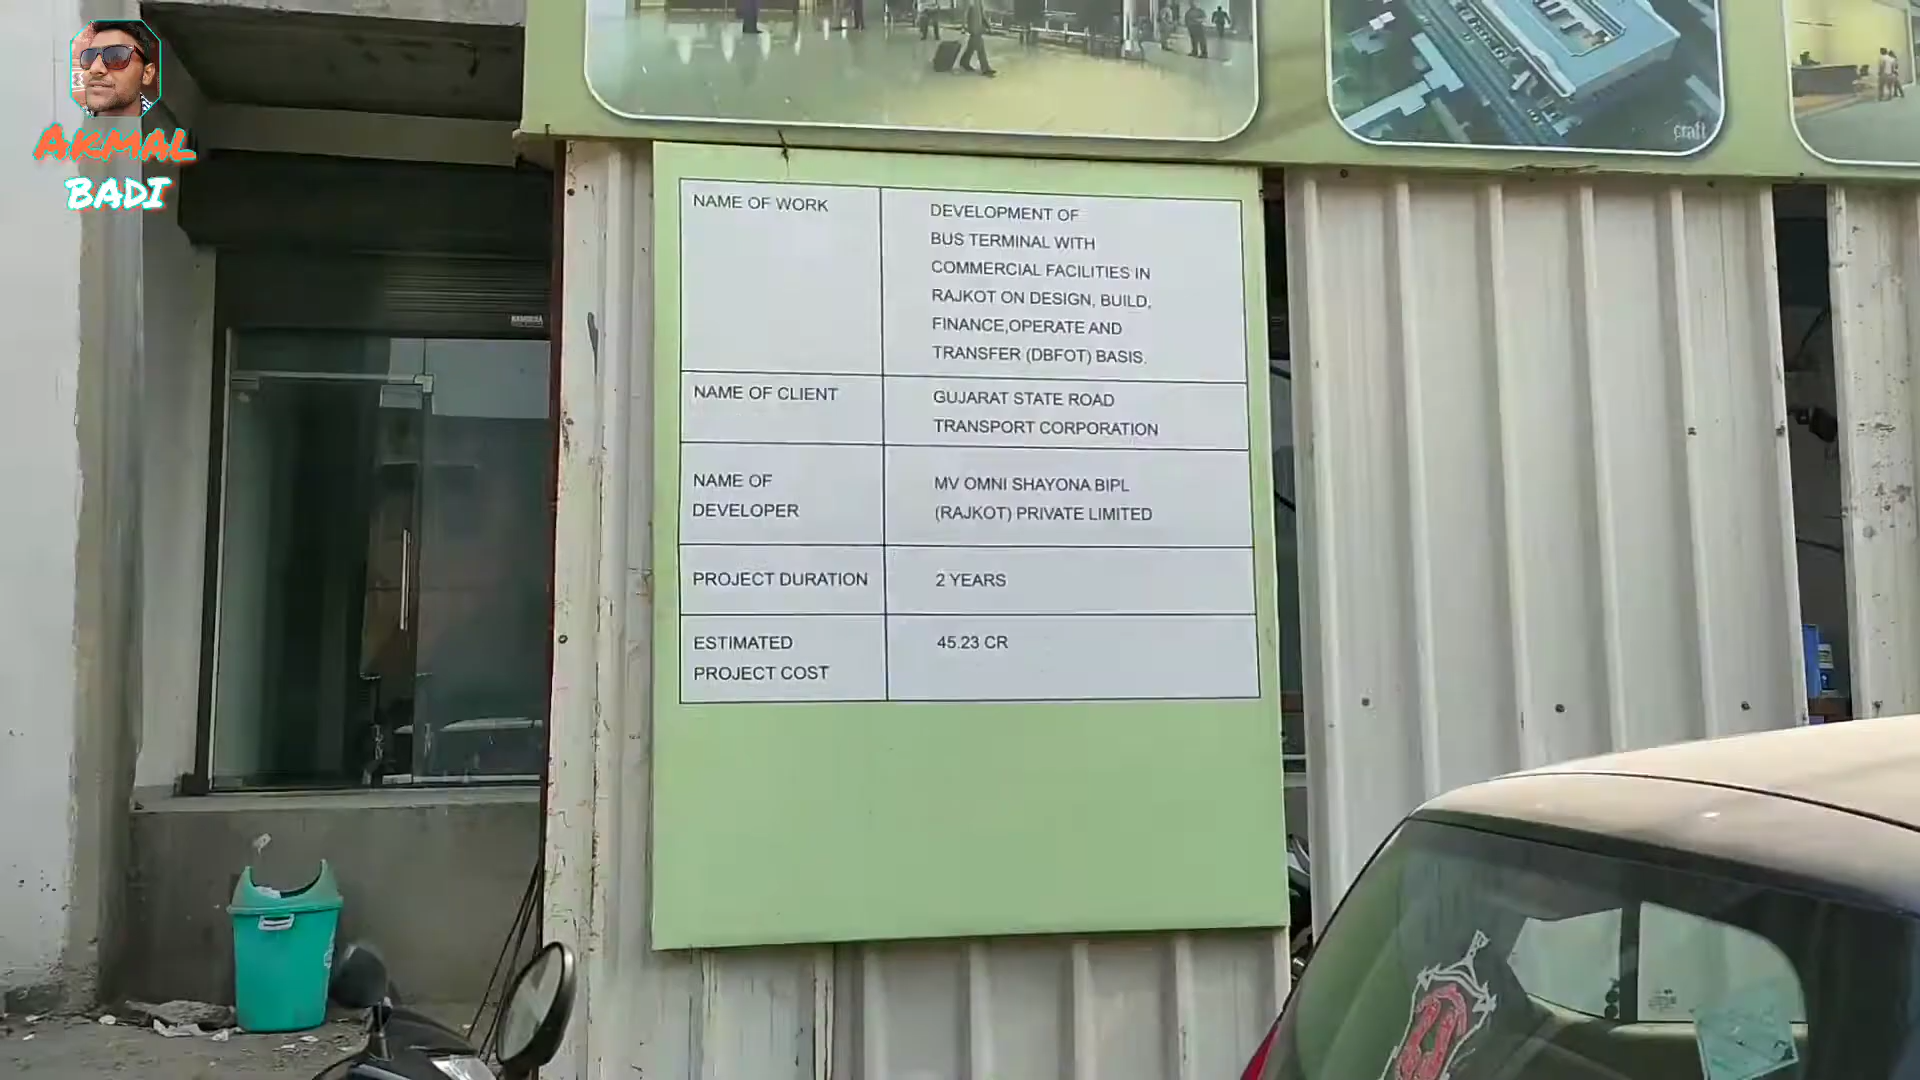 AKMAL
BADI
craft
NAME OF WORK
DEVELOPMENT OF
BUS TERMINAL WITH
COMMERCIAL FACILITIES IN
RAJKOT ON DESIGN, BUILD,
FINANCE,OPERATE AND
TRANSFER (DBFOT) BASIS.
NAME OF CLIENT
GUJARAT STATE ROAD
TRANSPORT CORPORATION
NAME OF
DEVELOPER
MV OMNI SHAYONA BIPL
(RAJKOT) PRIVATE LIMITED
PROJECT DURATION
2 YEARS
ESTIMATED
PROJECT COST
45.23 CR